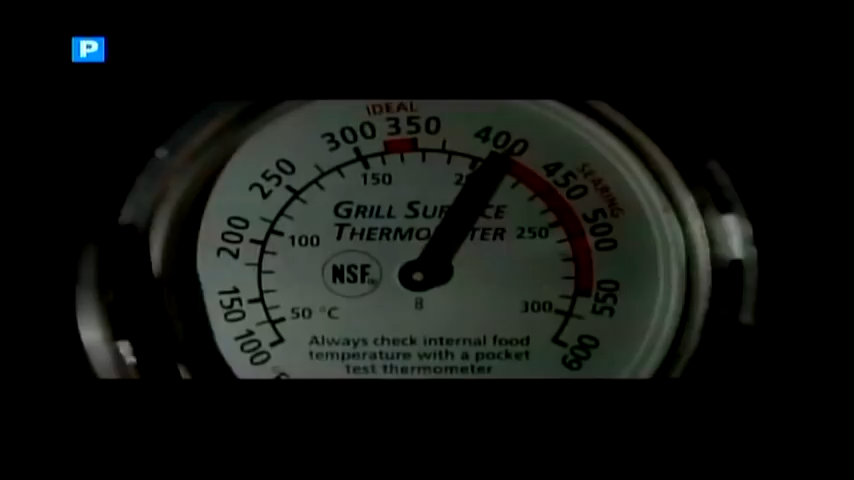 P
IDEAL
300 350 400
250 450 SEARING
150
200 GRILL SURFACE 500
100 THERMOMETER 250
NSF
150 550
50 °C 8 300
100 600
Always check internal food
temperature with a pocket
test thermometer